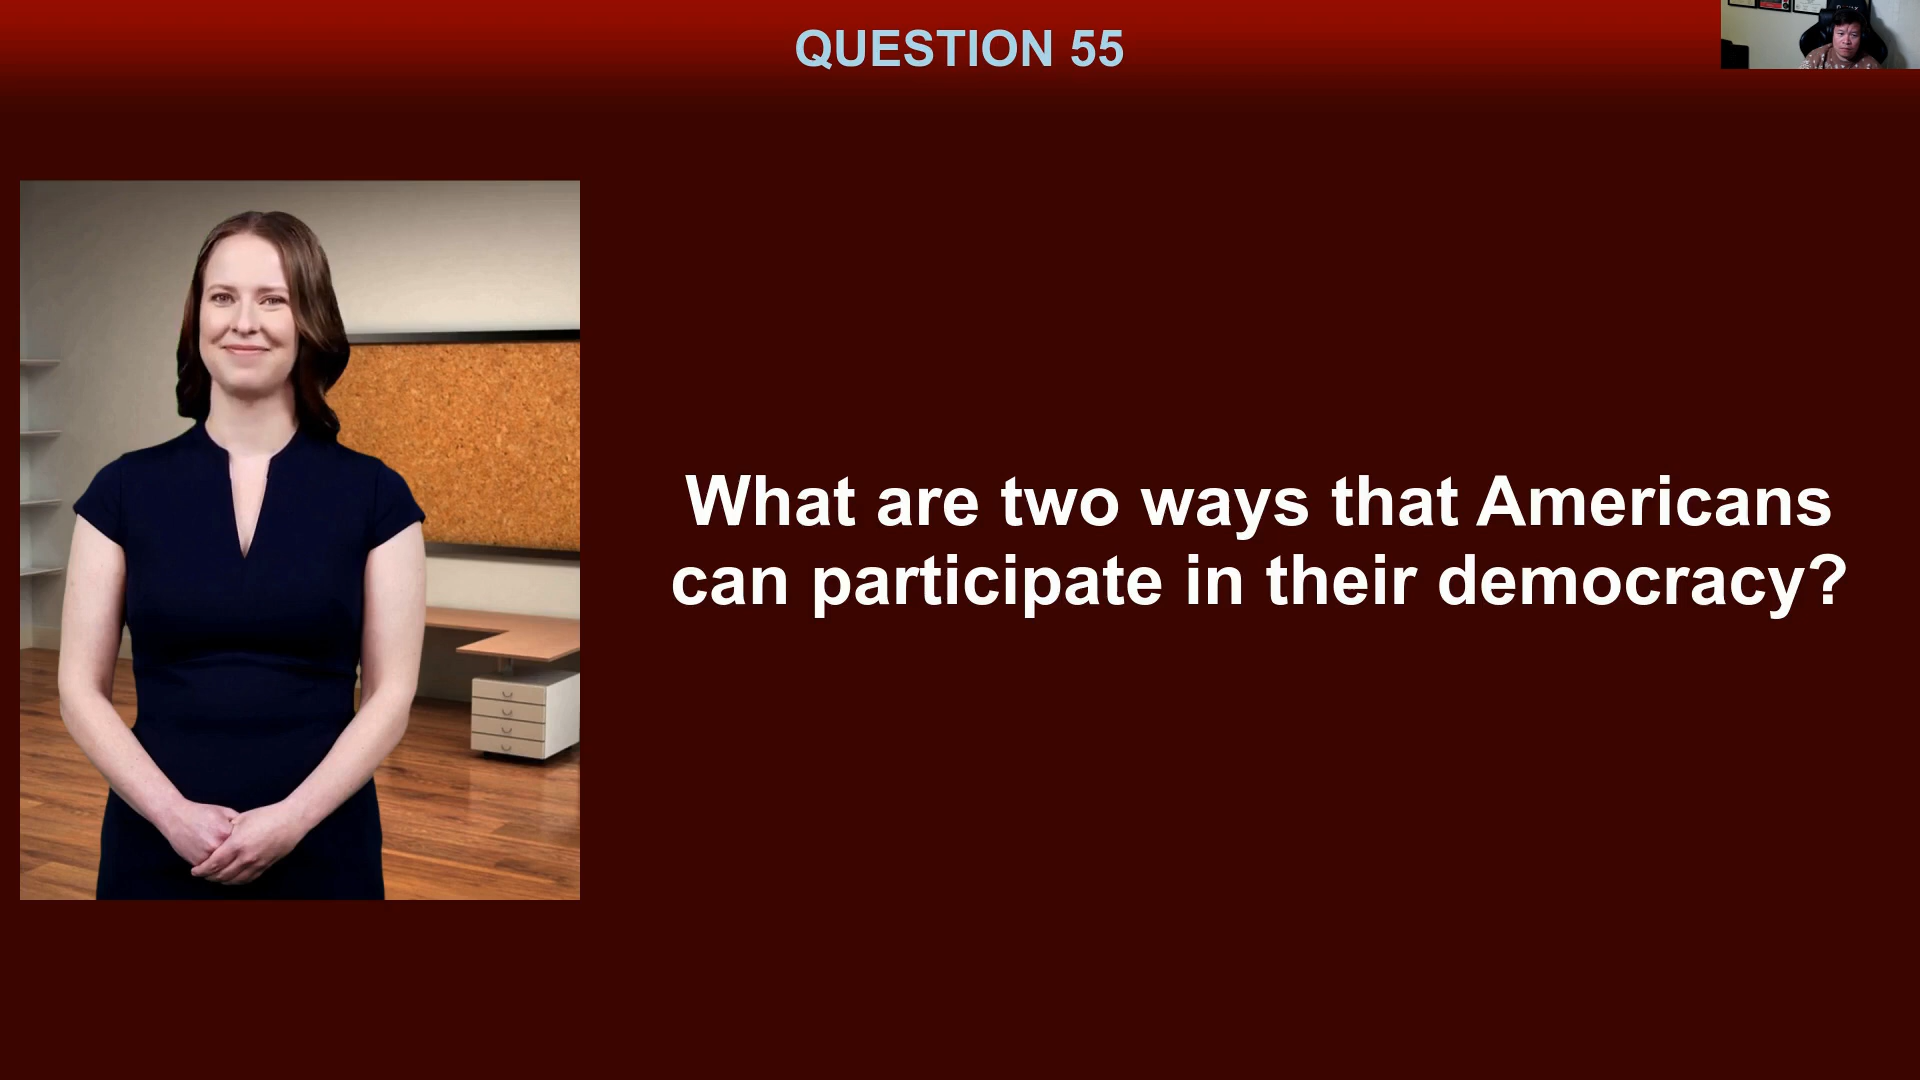 QUESTION 55
What are two ways that Americans
can participate in their democracy?